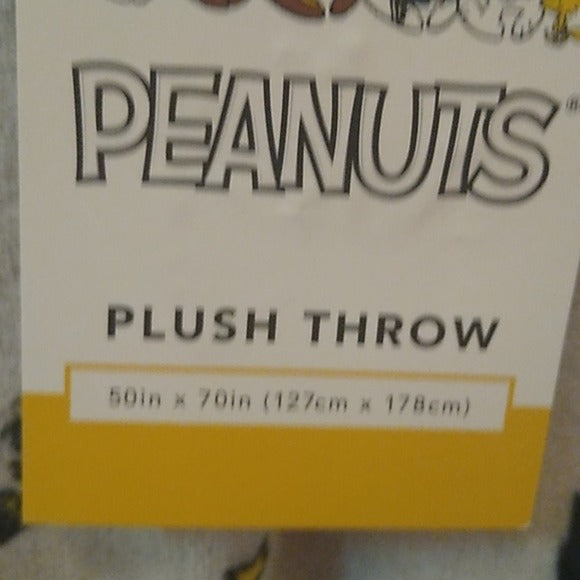 PEANUTS®
PLUSH THROW
50in x 70in (127cm x 178cm)